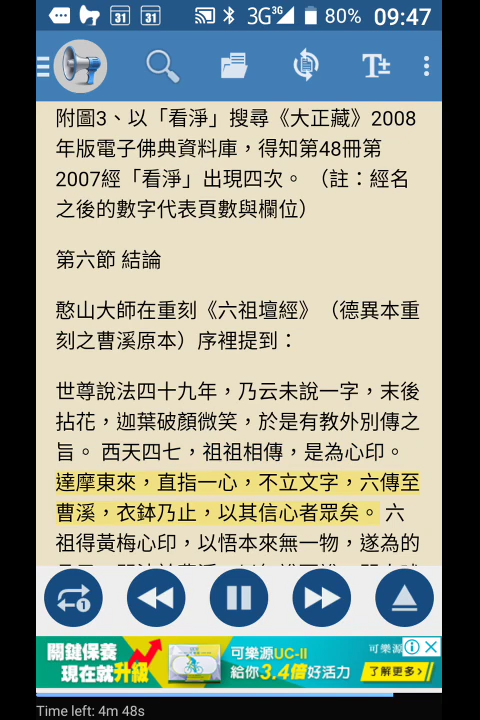 31
31
3G
3G
80%
09:47
T±
附圖3、以「看淨」搜尋《大正藏》2008
年版電子佛典資料庫，得知第48冊第
2007經「看淨」出現四次。（註：經名
之後的數字代表頁數與欄位）
第六節 結論
憨山大師在重刻《六祖壇經》（德異本重
刻之曹溪原本）序裡提到：
世尊說法四十九年，乃云未說一字，末後
拈花，迦葉破顏微笑，於是有教外別傳之
旨。 西天四七，祖祖相傳，是為心印。
達摩東來，直指一心，不立文字，六傳至
曹溪，衣鉢乃止，以其信心者眾矣。 六
祖得黃梅心印，以悟本來無一物，遂為的
1
關鍵保養
現在就升級
可樂源UC-II
給你3.4倍好活力
可樂源
了解更多>
Time left: 4m 48s